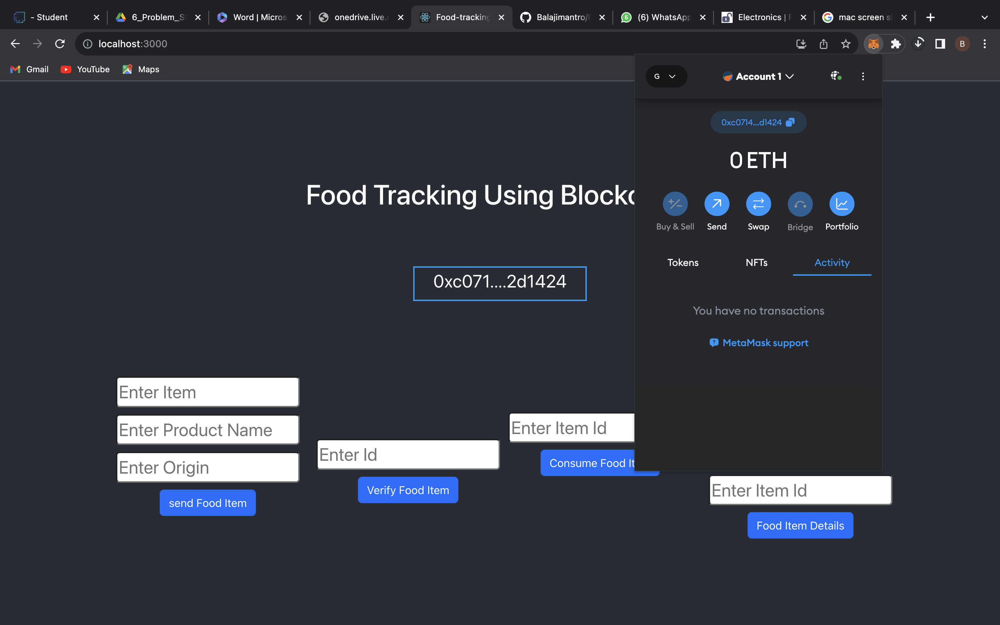 - Student
6_Problem_S
Word | Micros
onedrive.live.
Food-tracking
Balajimantro/
(6) WhatsApp
Electronics |
mac screen s
localhost:3000
B
Gmail
YouTube
Maps
G
Account 1
0xc0714...d1424
0 ETH
Buy & Sell
Send
Swap
Bridge
Portfolio
Tokens
NFTs
Activity
You have no transactions
MetaMask support
Food Tracking Using Blockc
0xc071....2d1424
Enter Item
Enter Product Name
Enter Origin
send Food Item
Enter Id
Verify Food Item
Enter Item Id
Consume Food It
Enter Item Id
Food Item Details